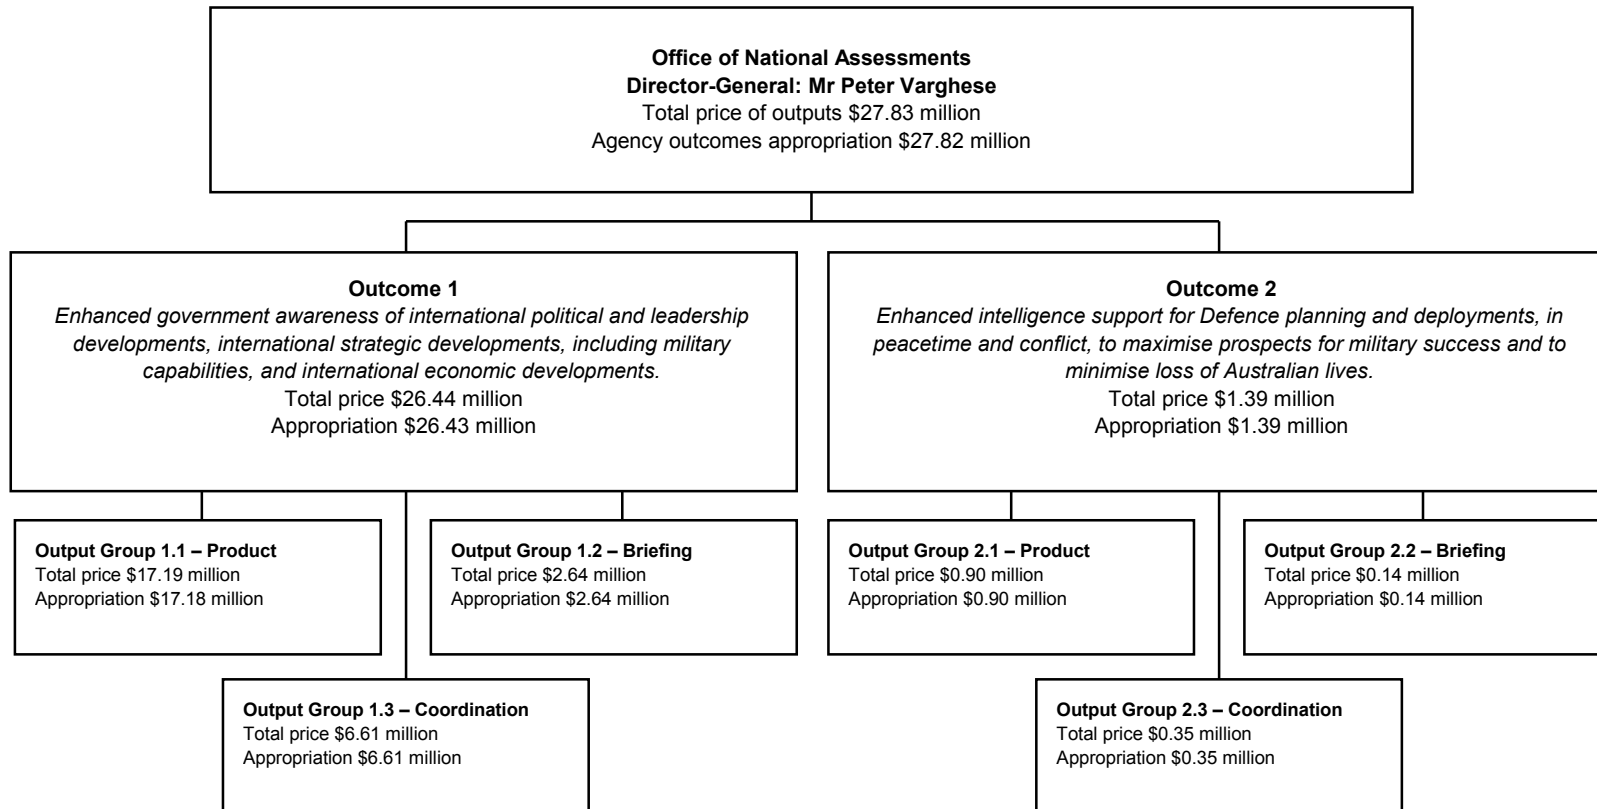 Office of National Assessments
Director-General: Mr Peter Varghese
Total price of outputs $27.83 million
Agency outcomes appropriation $27.82 million
Outcome 1
Enhanced government awareness of international political and leadership
developments, international strategic developments, including military
capabilities, and international economic developments.
Total price $26.44 million
Appropriation $26.43 million
Outcome 2
Enhanced intelligence support for Defence planning and deployments, in
peacetime and conflict, to maximise prospects for military success and to
minimise loss of Australian lives.
Total price $1.39 million
Appropriation $1.39 million
Output Group 1.1 – Product
Total price $17.19 million
Appropriation $17.18 million
Output Group 1.2 – Briefing
Total price $2.64 million
Appropriation $2.64 million
Output Group 2.1 – Product
Total price $0.90 million
Appropriation $0.90 million
Output Group 2.2 – Briefing
Total price $0.14 million
Appropriation $0.14 million
Output Group 1.3 – Coordination
Total price $6.61 million
Appropriation $6.61 million
Output Group 2.3 – Coordination
Total price $0.35 million
Appropriation $0.35 million